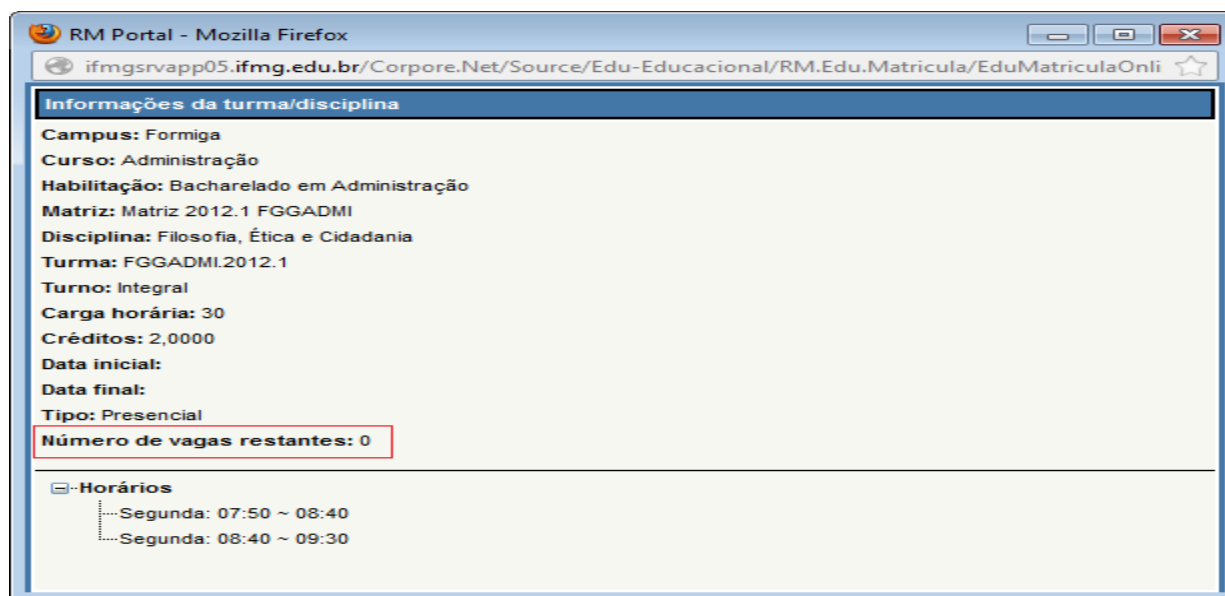 RM Portal - Mozilla Firefox
ifmgsrvapp05.ifmg.edu.br/Corpore.Net/Source/Edu-Educacional/RM.Edu.Matricula/EduMatriculaOnli
Informações da turma/disciplina
Campus: Formiga
Curso: Administração
Habilitação: Bacharelado em Administração
Matriz: Matriz 2012.1 FGGADMI
Disciplina: Filosofia, Ética e Cidadania
Turma: FGGADMI.2012.1
Turno: Integral
Carga horária: 30
Créditos: 2,0000
Data inicial:
Data final:
Tipo: Presencial
Número de vagas restantes: 0
Horários
Segunda: 07:50 ~ 08:40
Segunda: 08:40 ~ 09:30